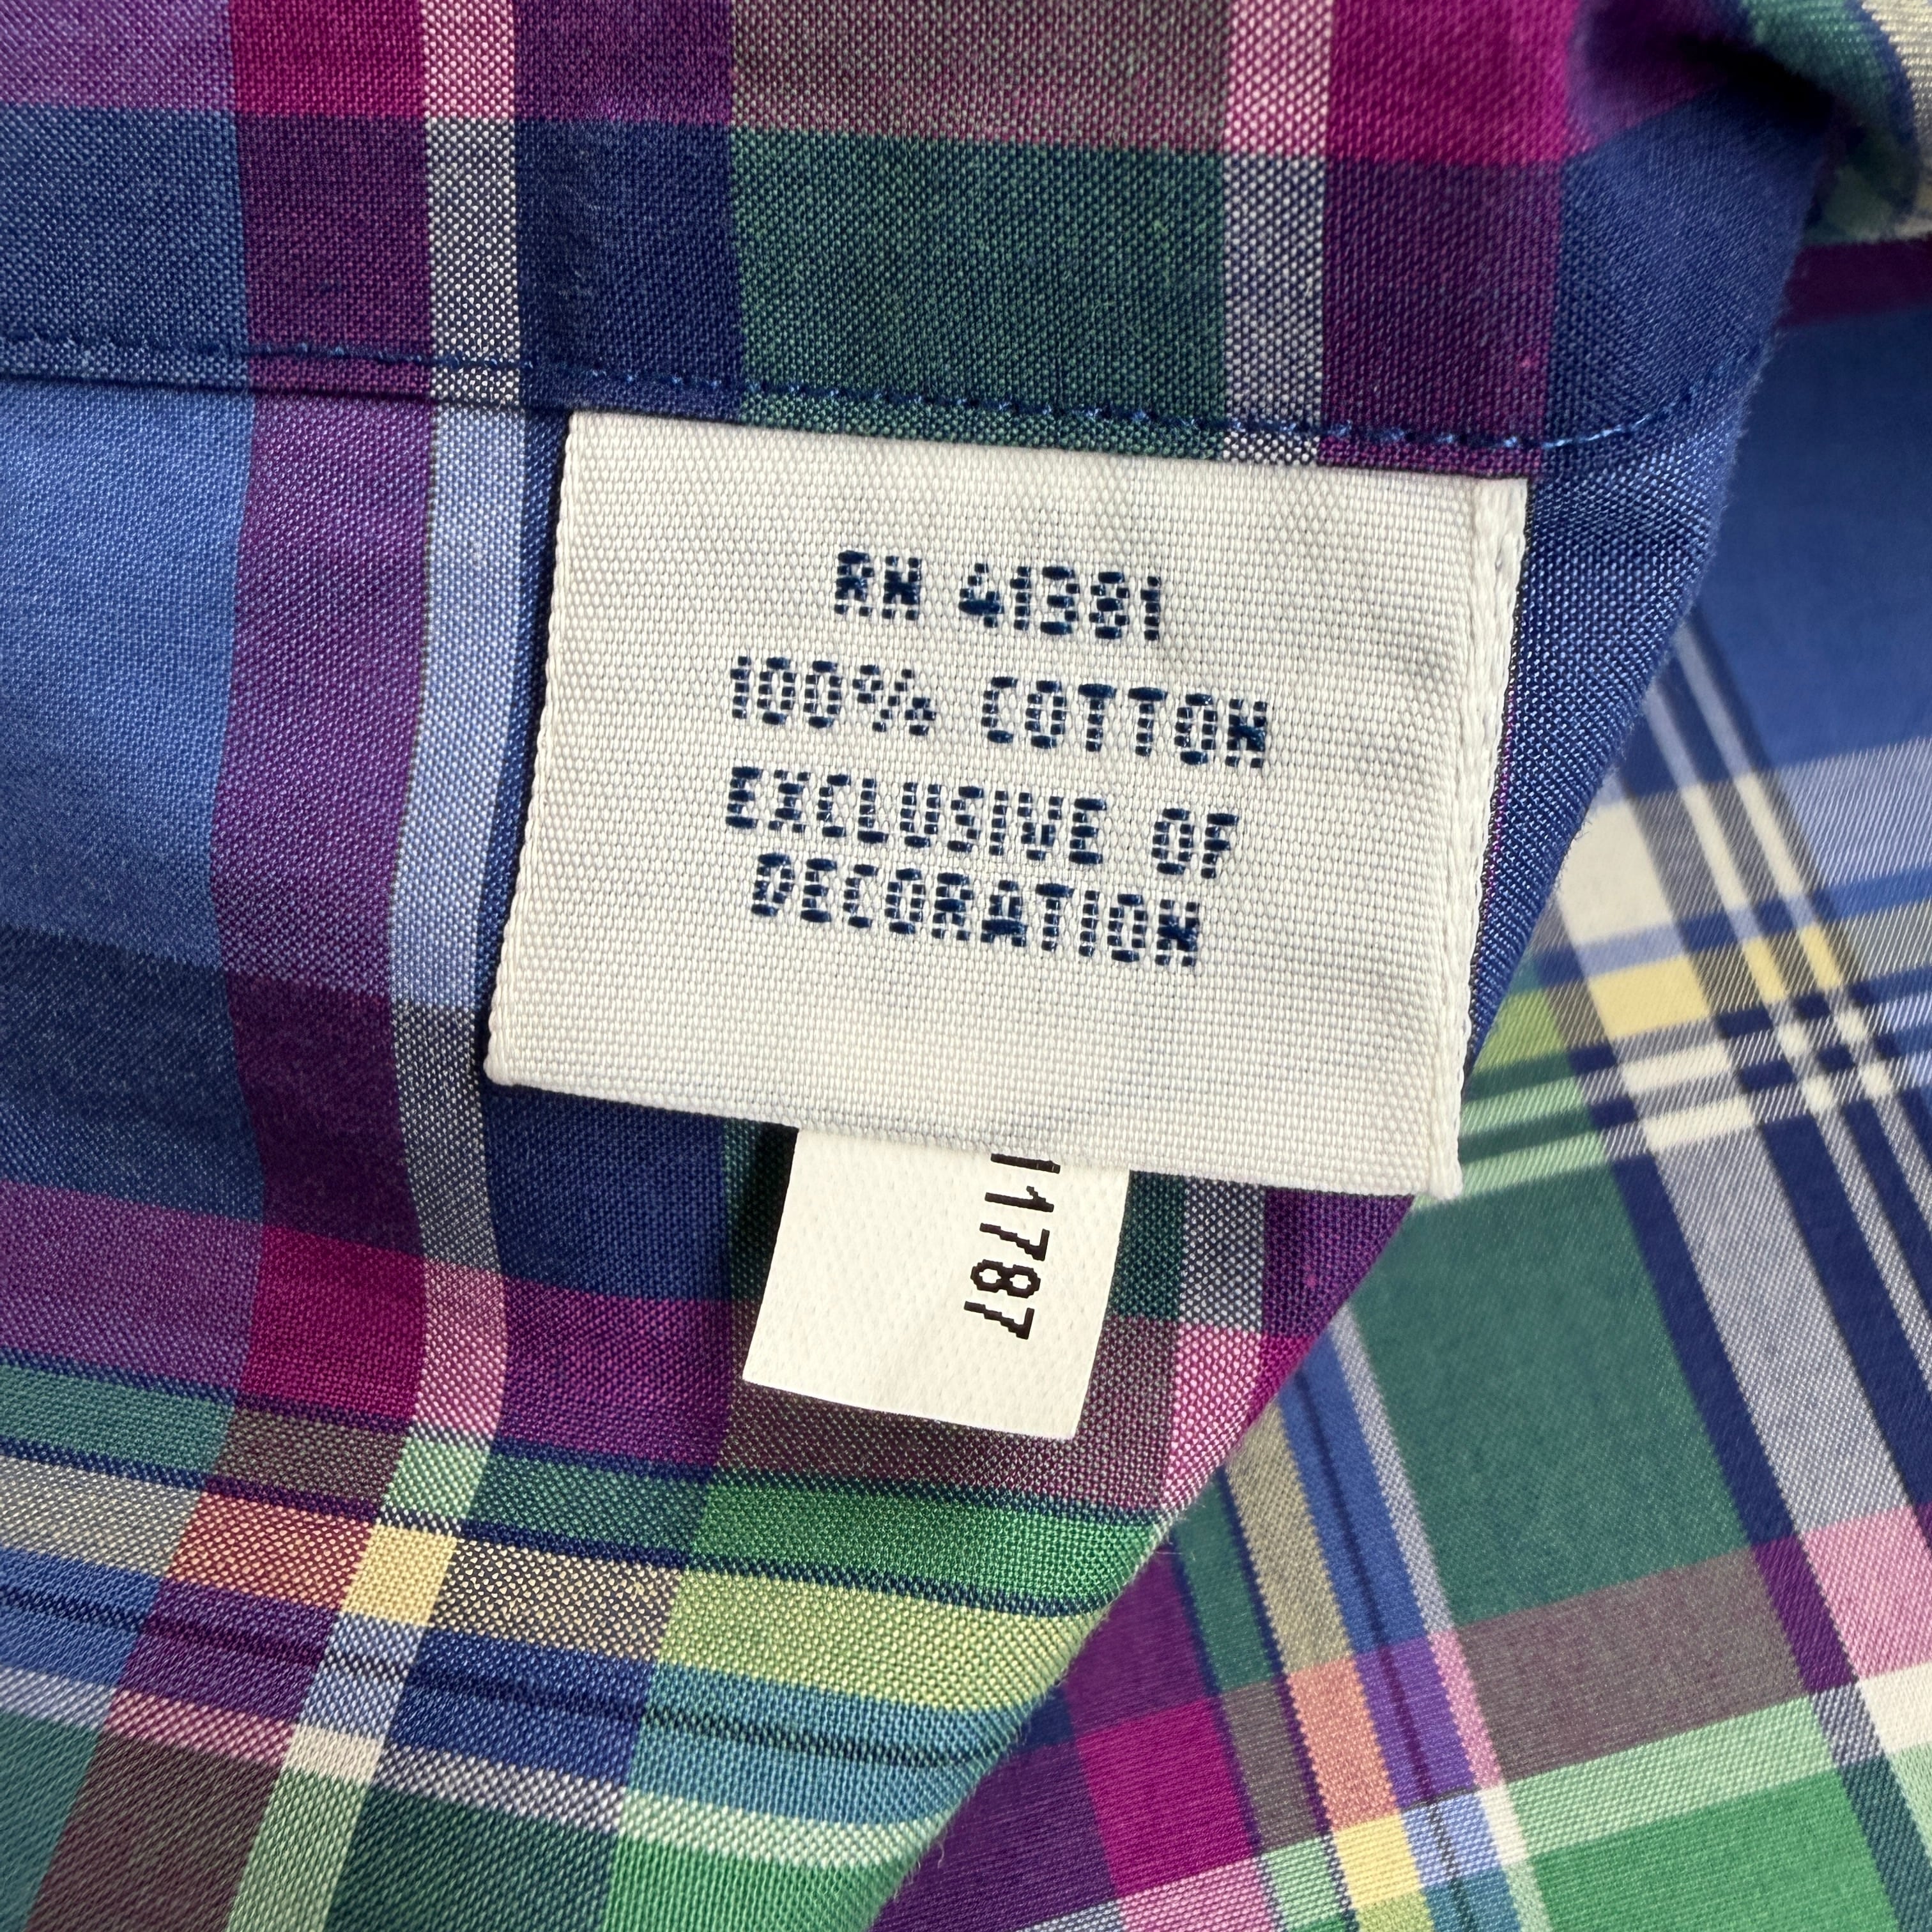 RN 41381
100% COTTON
EXCLUSIVE OF
DECORATION
11787